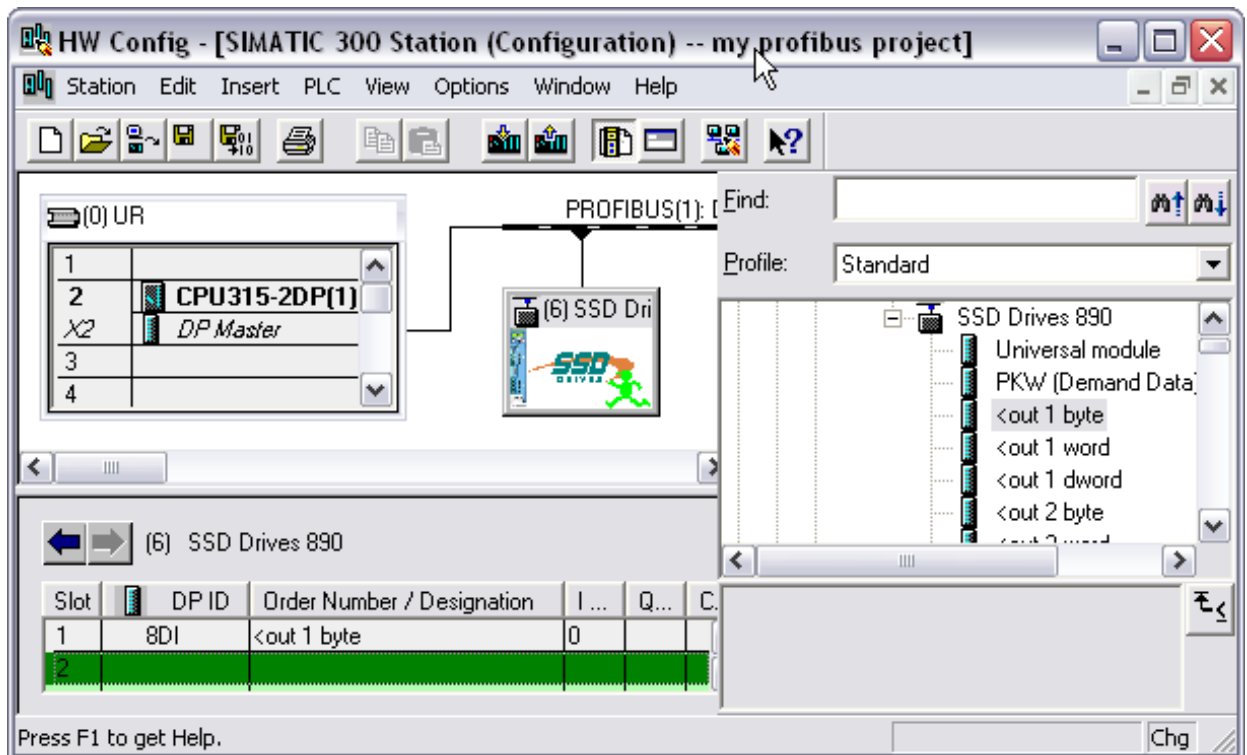 HW Config - [SIMATIC 300 Station (Configuration) -- my profibus project]
Station Edit Insert PLC View Options Window Help
(0) UR
1
2 CPU315-2DP(1)
X2 DP Master
3
4
PROFIBUS(1):
(6) SSD Dri
SSD
DRIVES
Find:
Profile: Standard
SSD Drives 890
Universal module
PKW (Demand Data)
<out 1 byte
<out 1 word
<out 1 dword
<out 2 byte
(6) SSD Drives 890
Slot DP ID Order Number / Designation I ... Q... C.
1 8DI <out 1 byte 0
2
Press F1 to get Help.
Chg